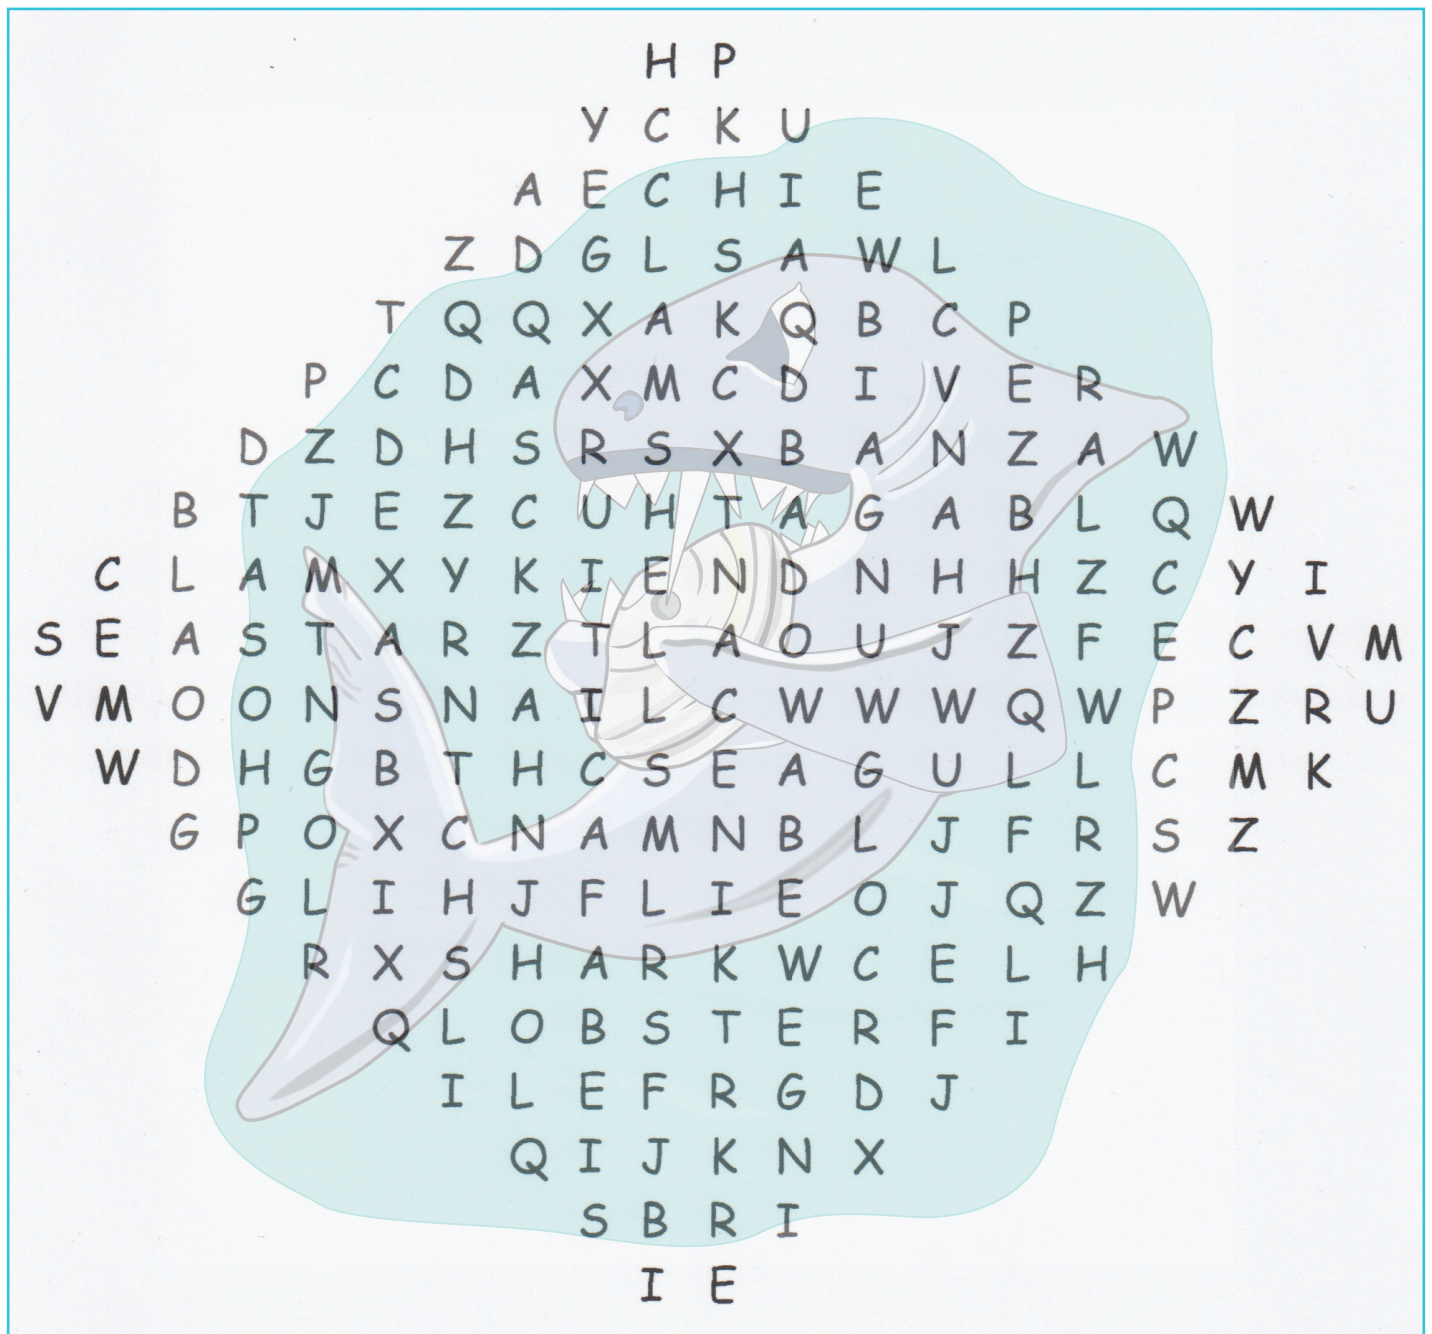 H P
Y C K U
A E C H I E
Z D G L S A W L
T Q Q X A K Q B C P
P C D A X M C D I V E R
D Z D H S R S X B A N Z A W
B T J E Z C U H T A G A B L Q W
C L A M X Y K I E N D N H H Z C Y I
S E A S T A R Z T L A O U J Z F E C V M
V M O O N S N A I L C W W W Q W P Z R U
W D H G B T H C S E A G U L L C M K
G P O X C N A M N B L J F R S Z
G L I H J F L I E O J Q Z W
R X S H A R K W C E L H
Q L O B S T E R F I
I L E F R G D J
Q I J K N X
S B R I
I E